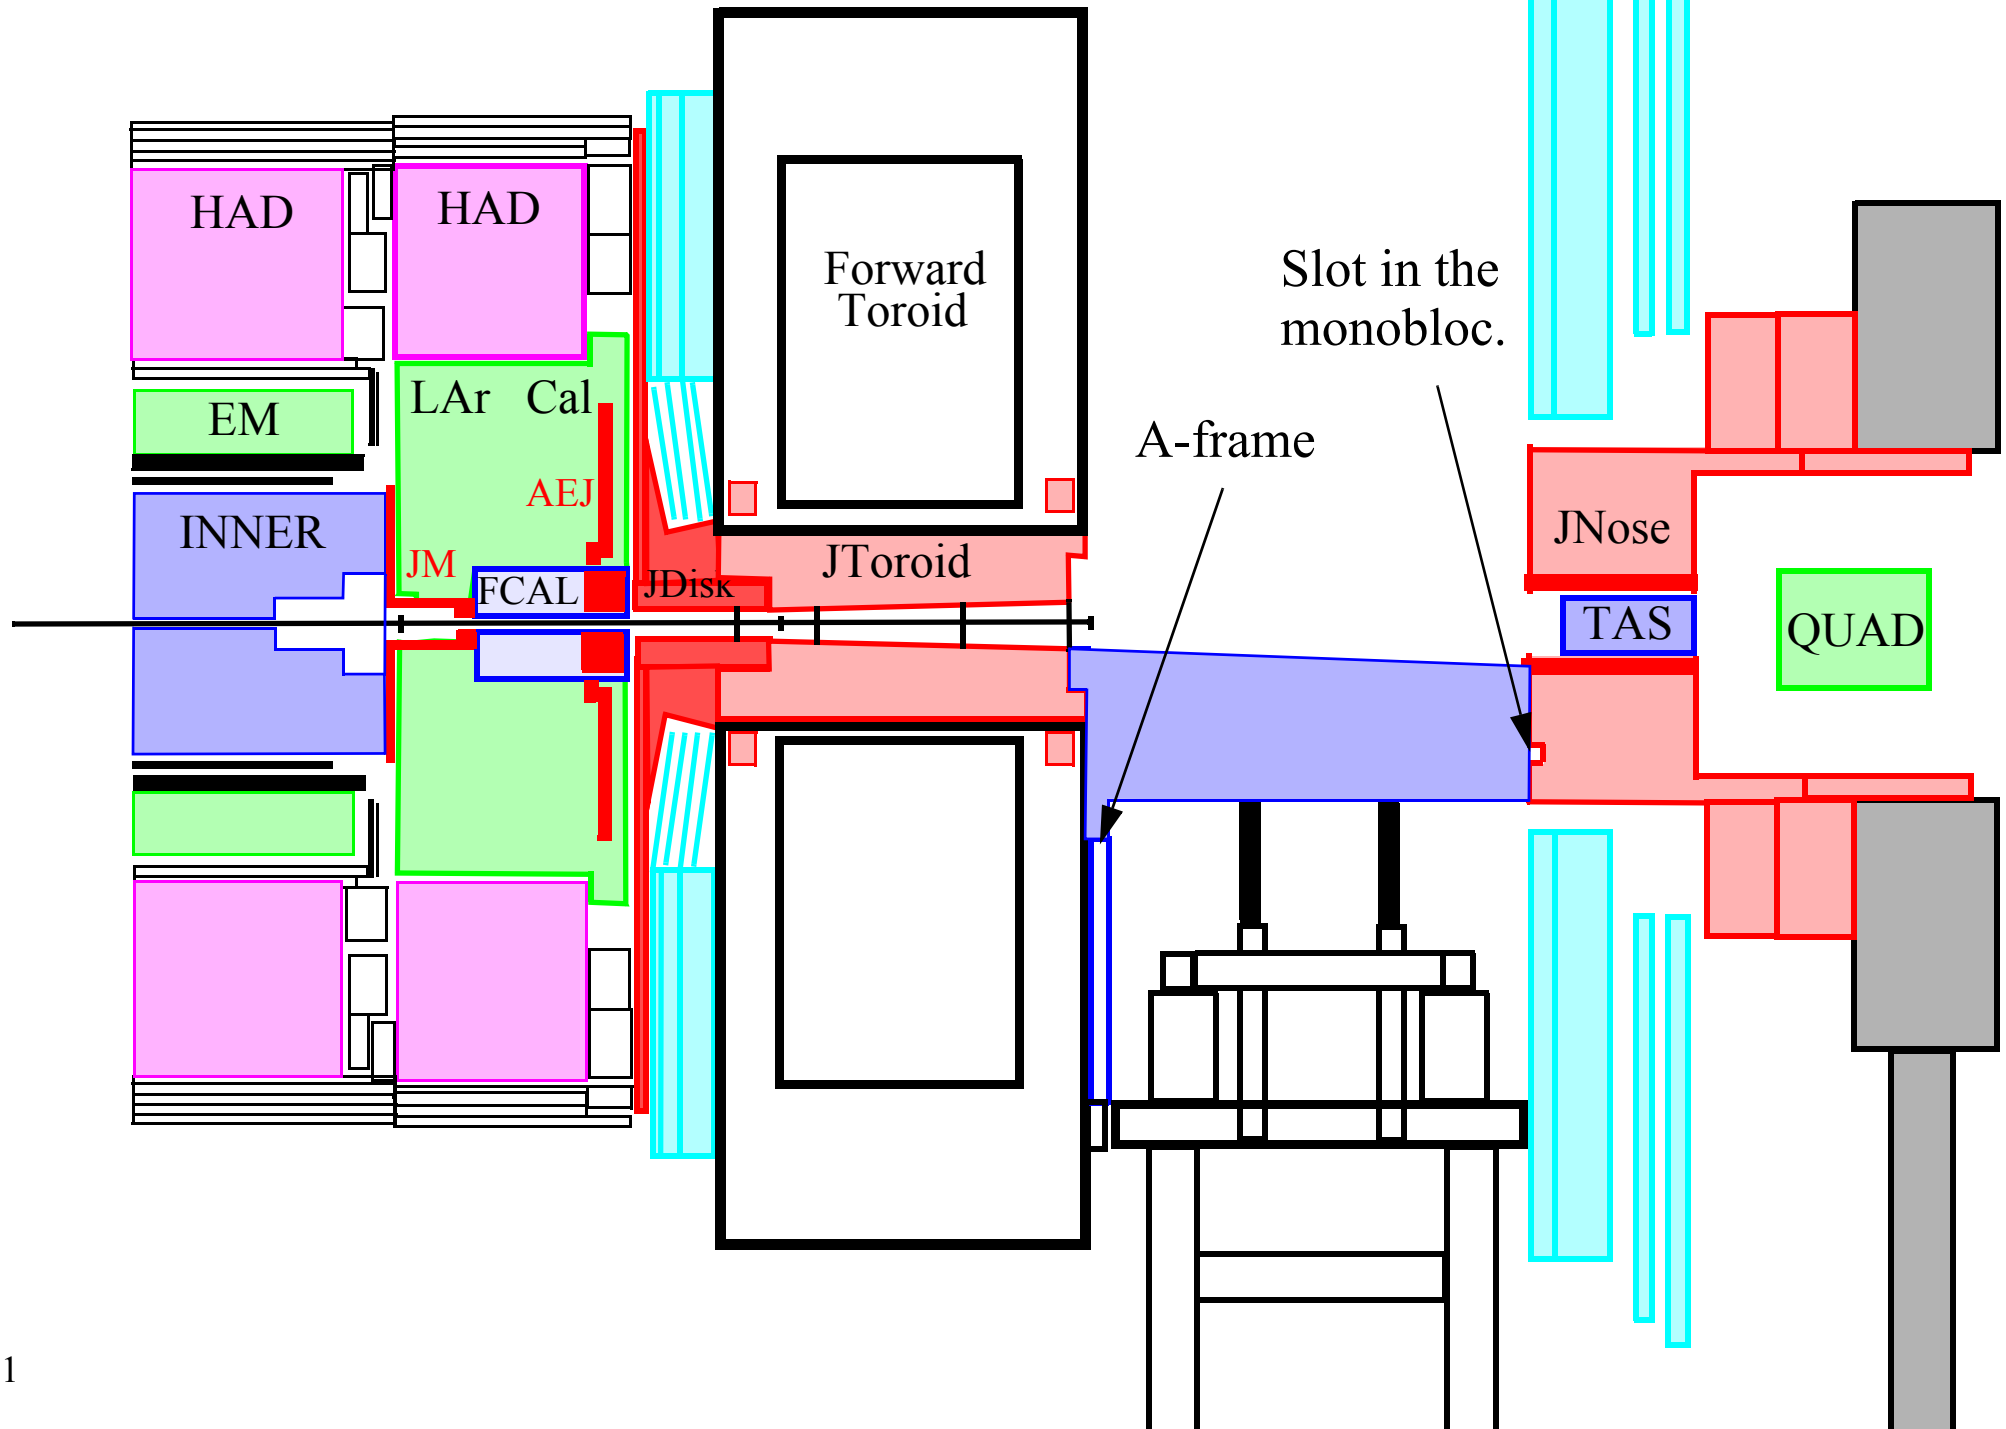 HAD
HAD
Forward
Toroid
Slot in the
monobloc.
LAr Cal
EM
A-frame
AEJ
INNER
JNose
JM
JToroid
FCAL
JDisk
TAS
QUAD
1